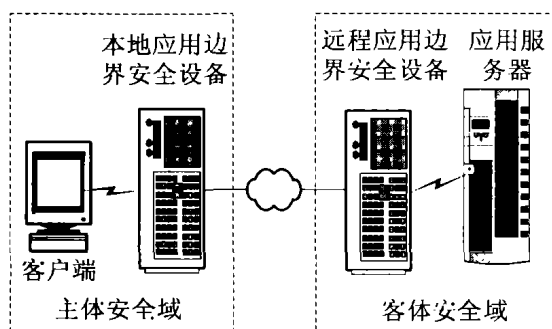 本地应用边
界安全设备
远程应用边
界安全设备
应用服
务器
客户端
主体安全域
客体安全域